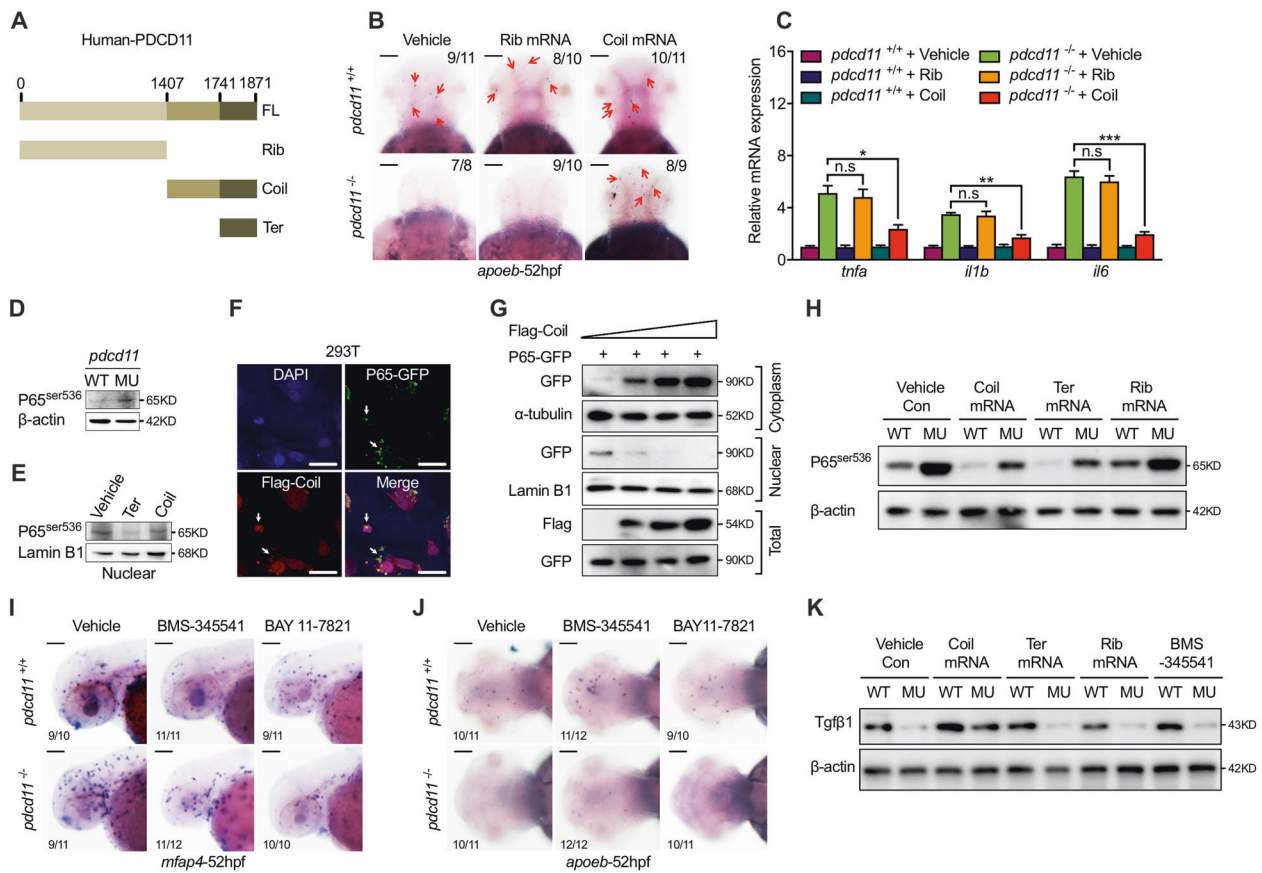 A
Human-PDCD11
0 1407 1741 1871
FL
Rib
Coil
Ter
B
Vehicle Rib mRNA Coil mRNA
pdcd11 +/+
9/11 8/10 10/11
pdcd11 -/-
7/8 9/10 8/9
apoeb-52hpf
C
Relative mRNA expression
16
12
8
4
0
pdcd11 +/+ + Vehicle pdcd11 -/- + Vehicle
pdcd11 +/+ + Rib pdcd11 -/- + Rib
pdcd11 +/+ + Coil pdcd11 -/- + Coil
* ** ***
n.s n.s n.s
tnfa il1b il6
D
pdcd11
WT MU
P65ser536 65KD
β-actin 42KD
E
Vehicle Ter Coil
P65ser536 65KD
Lamin B1 68KD
Nuclear
F
293T
DAPI P65-GFP
Flag-Coil Merge
G
Flag-Coil
P65-GFP + + + +
GFP 90KD
α-tubulin 52KD
Cytoplasm
GFP 90KD
Lamin B1 68KD
Nuclear
Flag 54KD
GFP 90KD
Total
H
Vehicle Con Coil mRNA Ter mRNA Rib mRNA
WT MU WT MU WT MU WT MU
P65ser536 65KD
β-actin 42KD
I
Vehicle BMS-345541 BAY 11-7821
pdcd11 +/+
9/10 11/11 9/11
pdcd11 -/-
9/11 11/12 10/10
mfap4-52hpf
J
Vehicle BMS-345541 BAY11-7821
pdcd11 +/+
10/11 11/12 9/10
pdcd11 -/-
10/11 12/12 10/11
apoeb-52hpf
K
Vehicle Con Coil mRNA Ter mRNA Rib mRNA BMS -345541
WT MU WT MU WT MU WT MU WT MU
Tgfβ1 43KD
β-actin 42KD